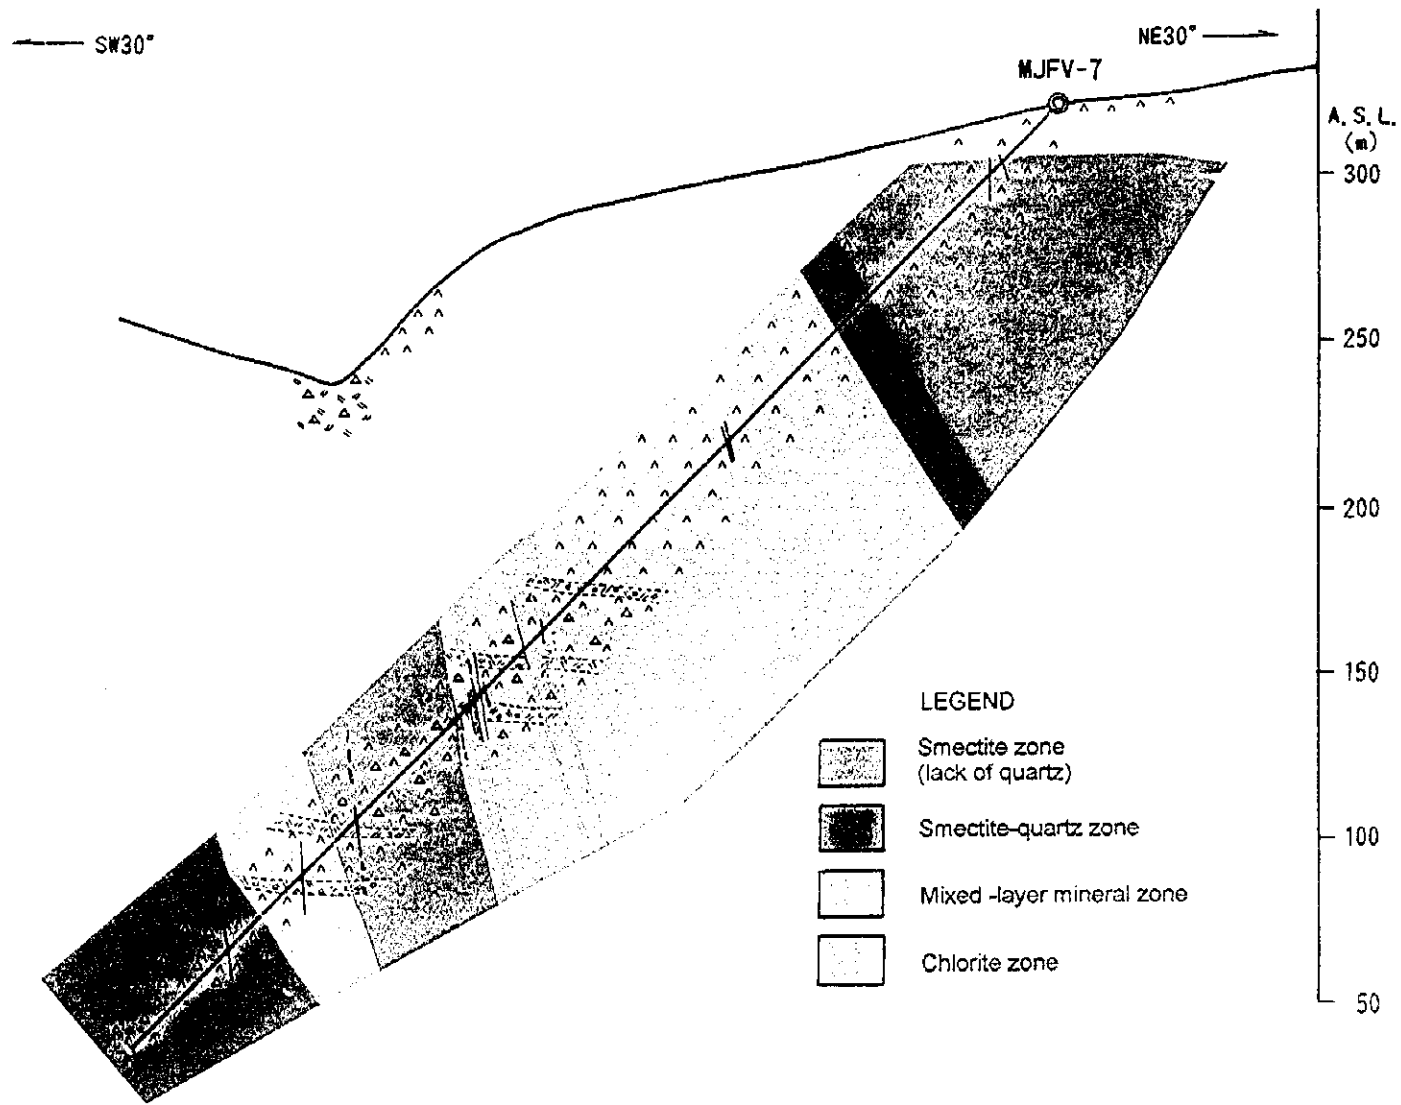 SW30°
NE30°
MJFV-7
A. S. L.
(m)
300
250
200
150
100
50
LEGEND
Smectite zone
(lack of quartz)
Smectite-quartz zone
Mixed -layer mineral zone
Chlorite zone